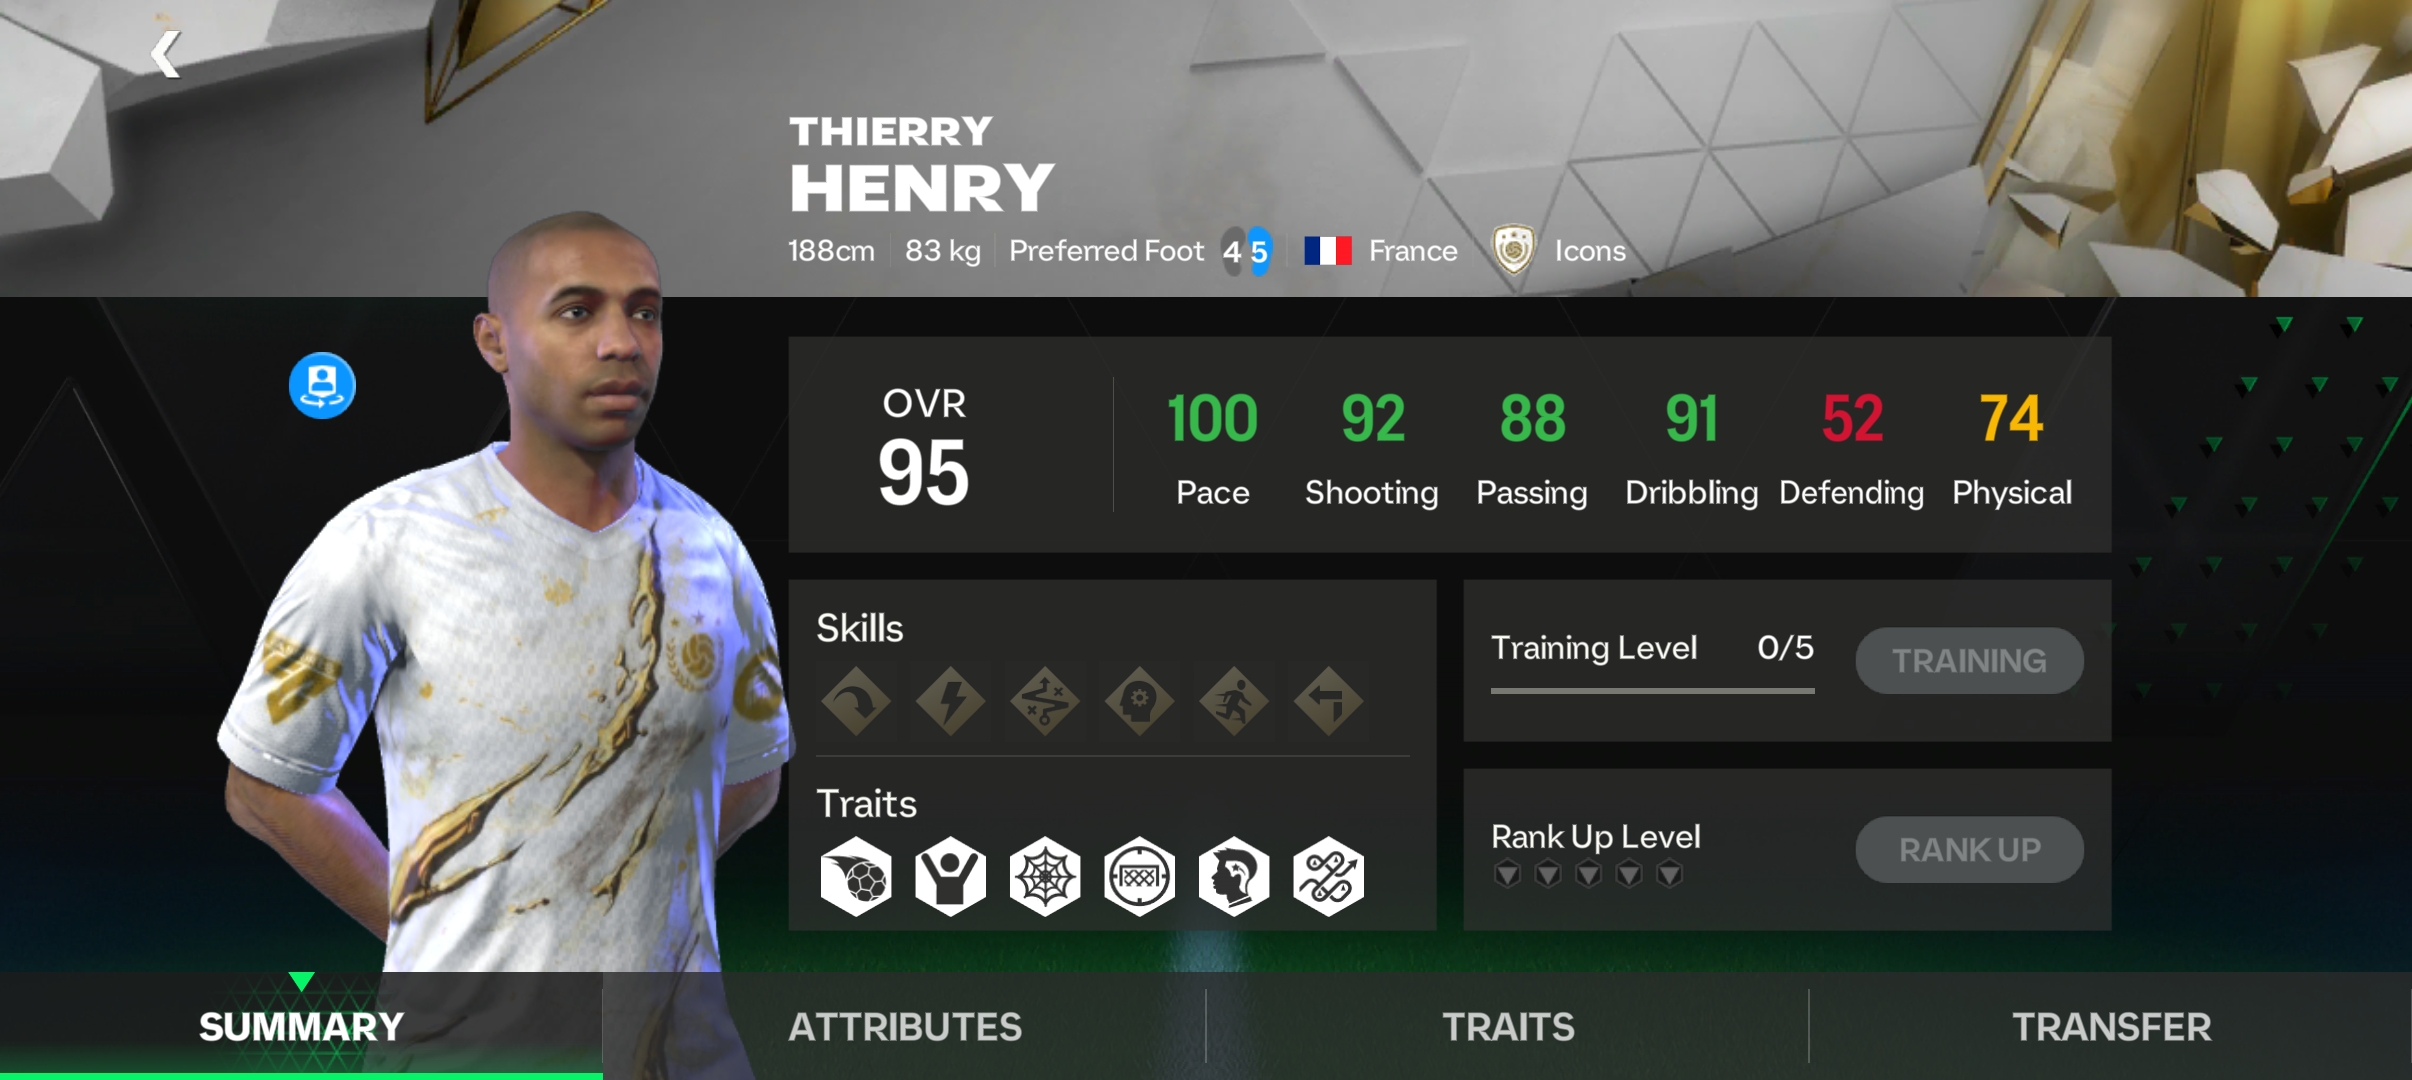 THIERRY
HENRY
188cm 83 kg Preferred Foot 4 5 France Icons
OVR
95
100 92 88 91 52 74
Pace Shooting Passing Dribbling Defending Physical
Skills
Training Level 0/5 TRAINING
Traits
Rank Up Level RANK UP
SUMMARY ATTRIBUTES TRAITS TRANSFER